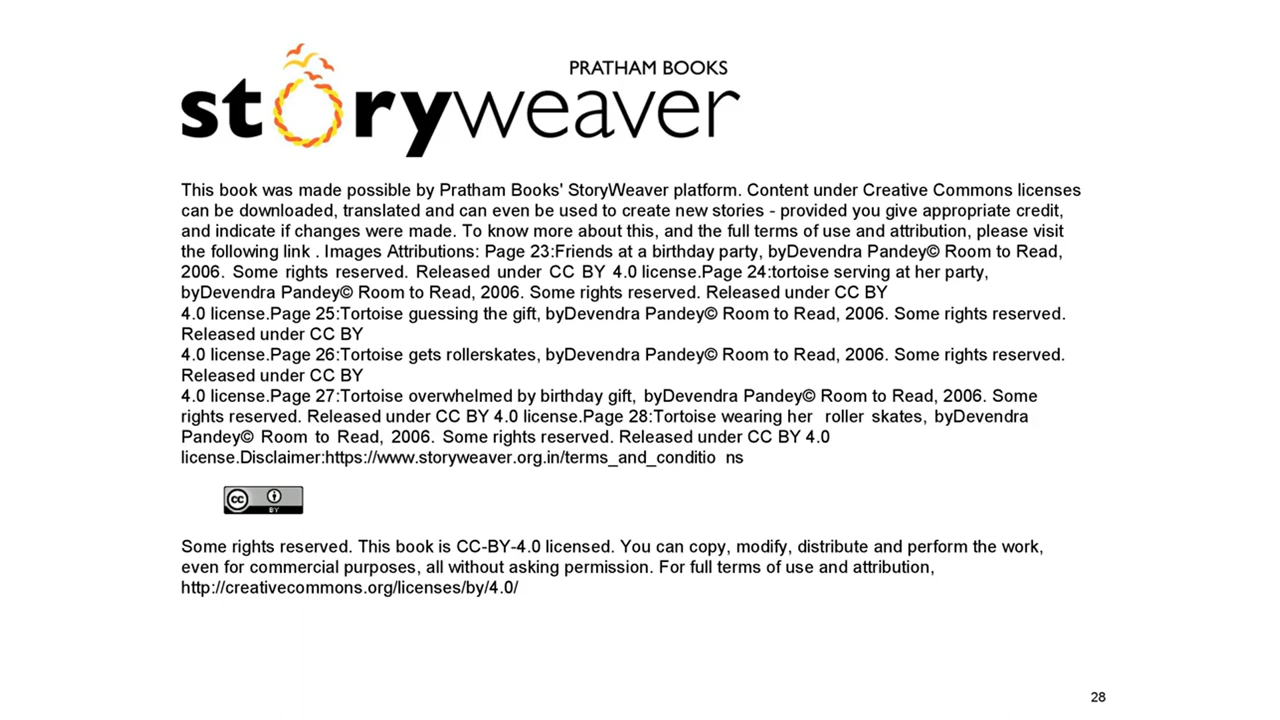 PRATHAM BOOKS
storyweaver
This book was made possible by Pratham Books' StoryWeaver platform. Content under Creative Commons licenses
can be downloaded, translated and can even be used to create new stories - provided you give appropriate credit,
and indicate if changes were made. To know more about this, and the full terms of use and attribution, please visit
the following link . Images Attributions: Page 23:Friends at a birthday party, byDevendra Pandey© Room to Read,
2006. Some rights reserved. Released under CC BY 4.0 license.Page 24:tortoise serving at her party,
byDevendra Pandey© Room to Read, 2006. Some rights reserved. Released under CC BY
4.0 license.Page 25:Tortoise guessing the gift, byDevendra Pandey© Room to Read, 2006. Some rights reserved.
Released under CC BY
4.0 license.Page 26:Tortoise gets rollerskates, byDevendra Pandey© Room to Read, 2006. Some rights reserved.
Released under CC BY
4.0 license.Page 27:Tortoise overwhelmed by birthday gift, byDevendra Pandey© Room to Read, 2006. Some
rights reserved. Released under CC BY 4.0 license.Page 28:Tortoise wearing her roller skates, byDevendra
Pandey© Room to Read, 2006. Some rights reserved. Released under CC BY 4.0
license.Disclaimer:https://www.storyweaver.org.in/terms_and_conditio ns
cc BY
Some rights reserved. This book is CC-BY-4.0 licensed. You can copy, modify, distribute and perform the work,
even for commercial purposes, all without asking permission. For full terms of use and attribution,
http://creativecommons.org/licenses/by/4.0/
28